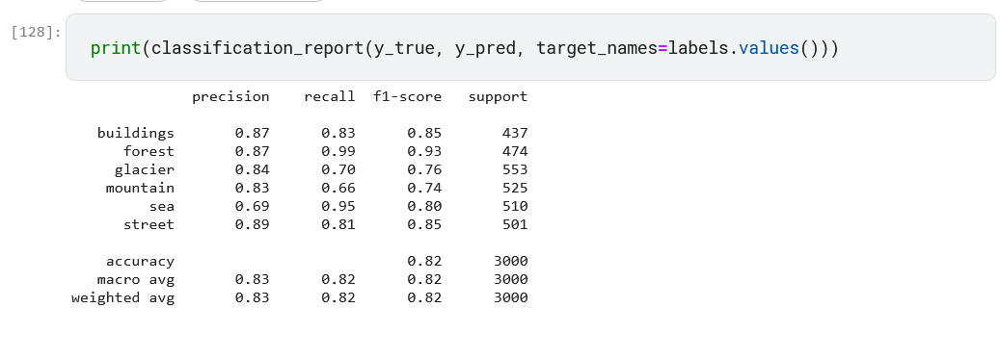 [128]:
print(classification_report(y_true, y_pred, target_names=labels.values()))
precision recall f1-score support
buildings 0.87 0.83 0.85 437
forest 0.87 0.99 0.93 474
glacier 0.84 0.70 0.76 553
mountain 0.83 0.66 0.74 525
sea 0.69 0.95 0.80 510
street 0.89 0.81 0.85 501
accuracy 0.82 3000
macro avg 0.83 0.82 0.82 3000
weighted avg 0.83 0.82 0.82 3000